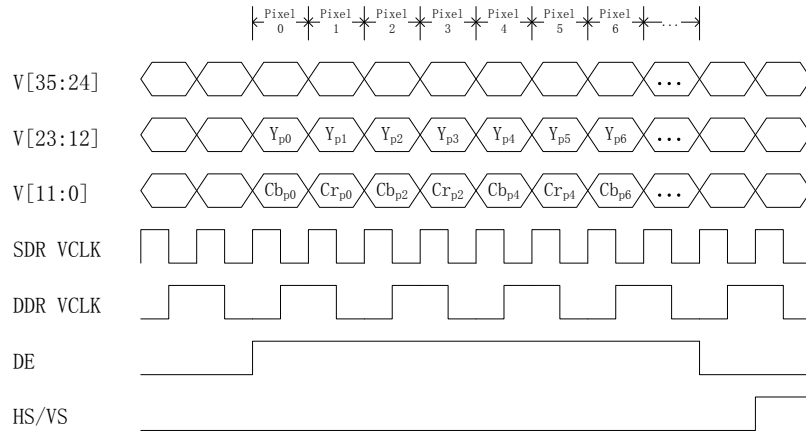 Pixel 0 Pixel 1 Pixel 2 Pixel 3 Pixel 4 Pixel 5 Pixel 6 ...
V[35:24] ...
V[23:12] Yp0 Yp1 Yp2 Yp3 Yp4 Yp5 Yp6 ...
V[11:0] Cbp0 Crp0 Cbp2 Crp2 Cbp4 Crp4 Cbp6 ...
SDR VCLK
DDR VCLK
DE
HS/VS